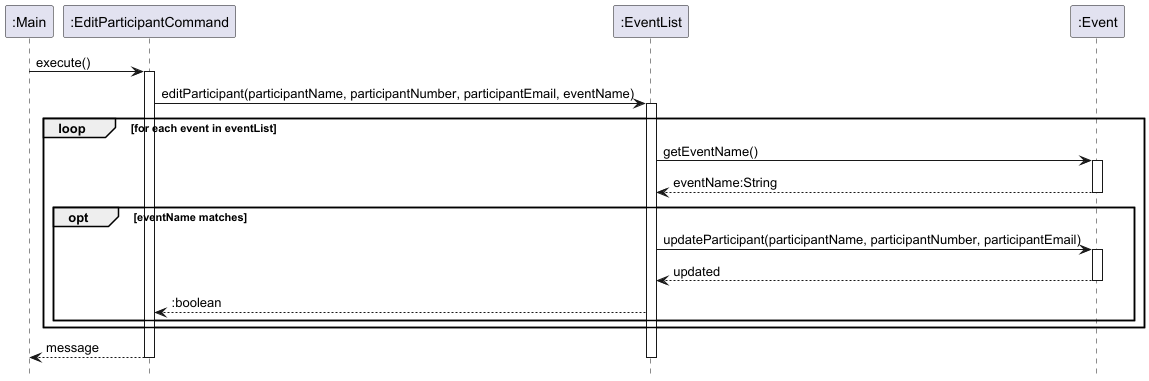 :Main
:EditParticipantCommand
:EventList
:Event
execute()
editParticipant(participantName, participantNumber, participantEmail, eventName)
loop
[for each event in eventList]
getEventName()
eventName:String
opt
[eventName matches]
updateParticipant(participantName, participantNumber, participantEmail)
updated
:boolean
message